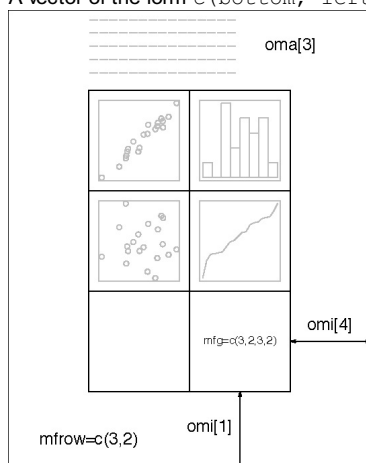 A vector of the form c(bottom, left
oma[3]
mfg=c(3,2,3,2)
omi[4]
omi[1]
mfrow=c(3,2)